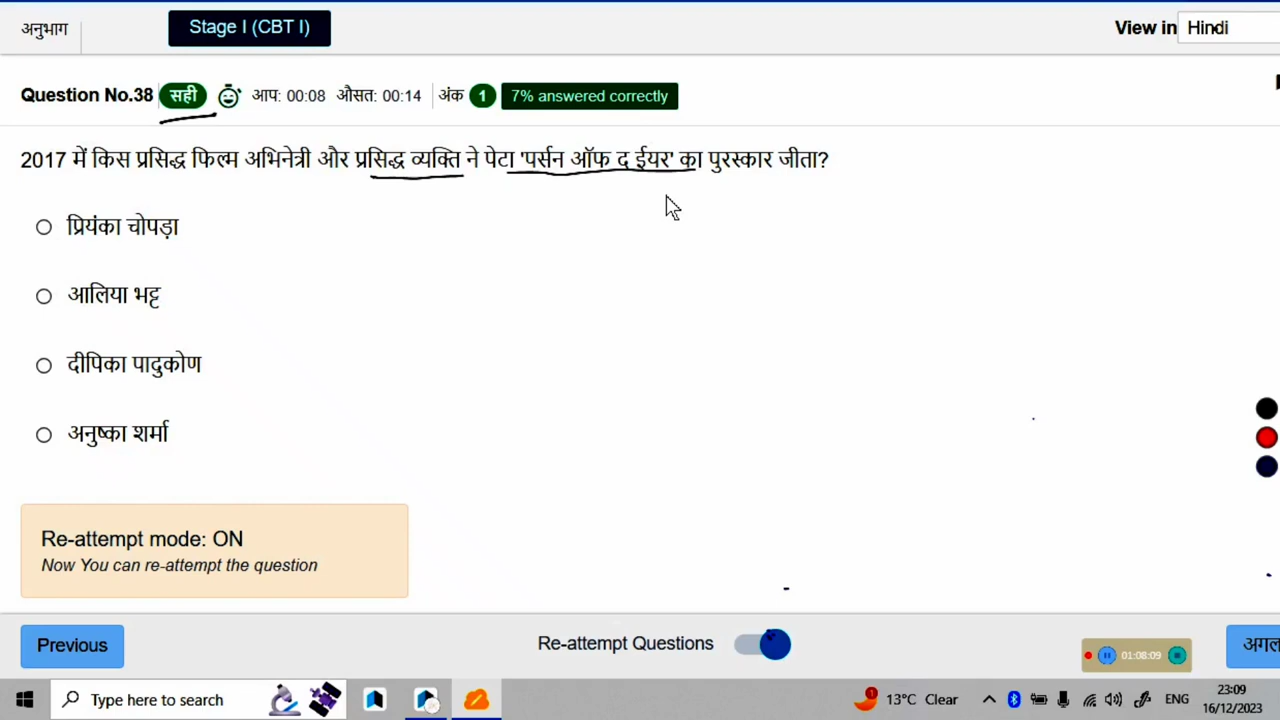 अनुभाग Stage I (CBT I) View in Hindi
Question No.38 सही आप: 00:08 औसत: 00:14 अंक 1 7% answered correctly
2017 में किस प्रसिद्ध फिल्म अभिनेत्री और प्रसिद्ध व्यक्ति ने पेटा 'पर्सन ऑफ द ईयर' का पुरस्कार जीता?
प्रियंका चोपड़ा
आलिया भट्ट
दीपिका पादुकोण
अनुष्का शर्मा
Re-attempt mode: ON
Now You can re-attempt the question
Previous Re-attempt Questions 01:08:09 अगल
Type here to search 1 13°C Clear ENG 23:09
16/12/2023